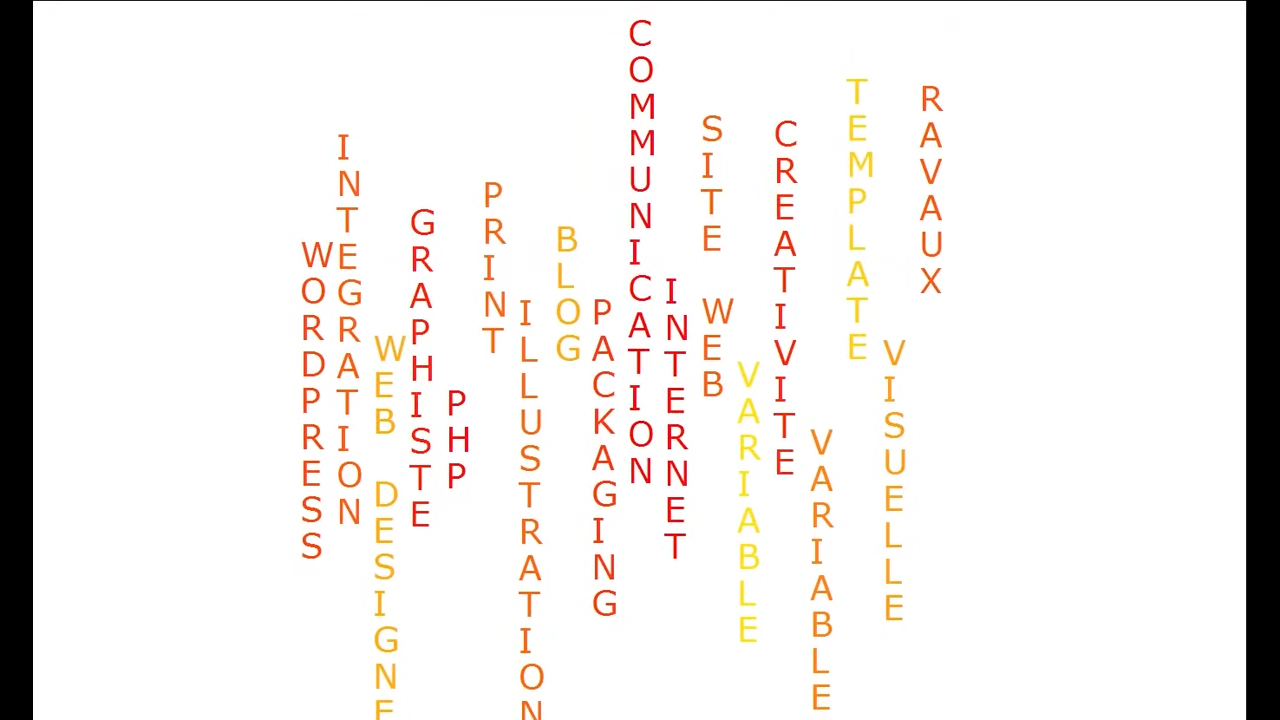 WORDPRESS
INTEGRATION
WEB DESIGNE
GRAPHISTE
PHP
PRINT
ILLUSTRATION
BLOG
PACKAGING
COMMUNICATION
INTERNET
SITE WEB
VARIABLE
CREATIVITE
VARIABLE
TEMPLATE
VISUELLE
RAVAUX